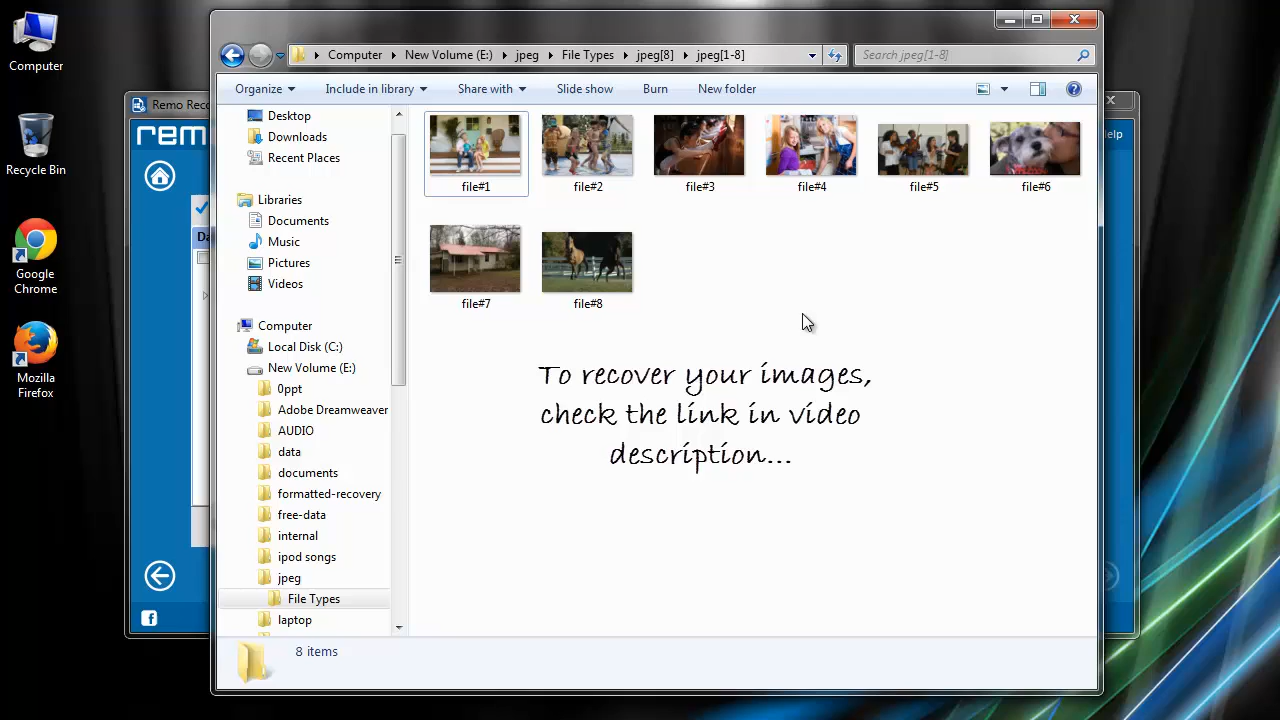 Computer
Recycle Bin
Google
Chrome
Mozilla
Firefox
Remo Reco
remo
Help
Computer New Volume (E:) jpeg File Types jpeg[8] jpeg[1-8]
Search jpeg[1-8]
Organize Include in library Share with Slide show Burn New folder
Desktop
Downloads
Recent Places
Libraries
Documents
Music
Pictures
Videos
Computer
Local Disk (C:)
New Volume (E:)
0ppt
Adobe Dreamweaver
AUDIO
data
documents
formatted-recovery
free-data
internal
ipod songs
jpeg
File Types
laptop
file#1 file#2 file#3 file#4 file#5 file#6
file#7 file#8
To recover your images,
check the link in video
description...
8 items